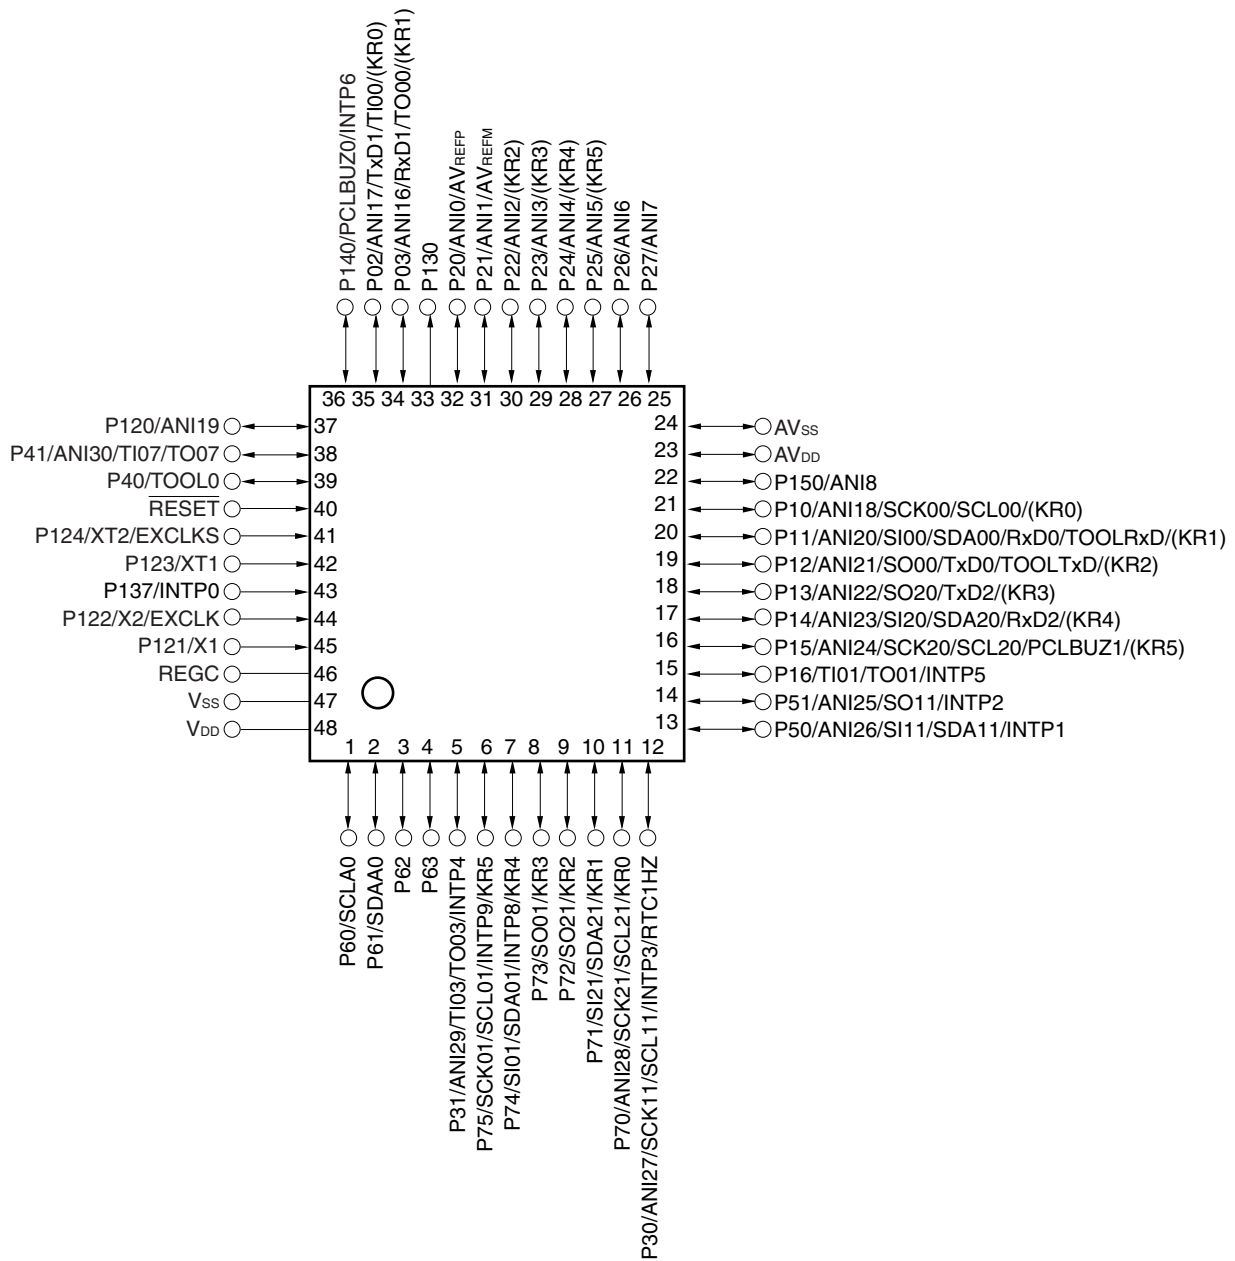 P140/PCLBUZ0/INTP6
P02/ANI17/TxD1/TI00/(KR0)
P03/ANI16/RxD1/TO00/(KR1)
P130
P20/ANI0/AVREFP
P21/ANI1/AVREFM
P22/ANI2/(KR2)
P23/ANI3/(KR3)
P24/ANI4/(KR4)
P25/ANI5/(KR5)
P26/ANI6
P27/ANI7
36 35 34 33 32 31 30 29 28 27 26 25
P120/ANI19 37
P41/ANI30/TI07/TO07 38
P40/TOOL0 39
RESET 40
P124/XT2/EXCLKS 41
P123/XT1 42
P137/INTP0 43
P122/X2/EXCLK 44
P121/X1 45
REGC 46
VSS 47
VDD 48
24 AVSS
23 AVDD
22 P150/ANI8
21 P10/ANI18/SCK00/SCL00/(KR0)
20 P11/ANI20/SI00/SDA00/RxD0/TOOLRxD/(KR1)
19 P12/ANI21/SO00/TxD0/TOOLTxD/(KR2)
18 P13/ANI22/SO20/TxD2/(KR3)
17 P14/ANI23/SI20/SDA20/RxD2/(KR4)
16 P15/ANI24/SCK20/SCL20/PCLBUZ1/(KR5)
15 P16/TI01/TO01/INTP5
14 P51/ANI25/SO11/INTP2
13 P50/ANI26/SI11/SDA11/INTP1
1 2 3 4 5 6 7 8 9 10 11 12
P60/SCLA0
P61/SDAA0
P62
P63
P31/ANI29/TI03/TO03/INTP4
P75/SCK01/SCL01/INTP9/KR5
P74/SI01/SDA01/INTP8/KR4
P73/SO01/KR3
P72/SO21/KR2
P71/SI21/SDA21/KR1
P70/ANI28/SCK21/SCL21/KR0
P30/ANI27/SCK11/SCL11/INTP3/RTC1HZ